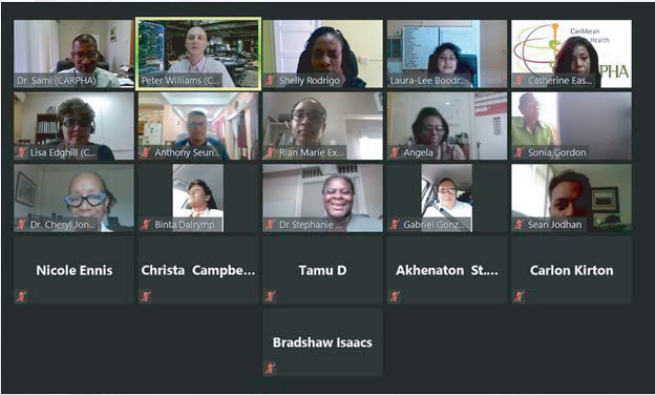 Dr. Sami (CARPHA)
Peter Williams (C...
Shelly Rodrigo
Laura-Lee Boodr...
Catherine Eas...
Caribbean
Health
PHA
Lisa Edghill (C...
Anthony Seun...
Rian Marie Ex...
Angela
Sonia Gordon
Dr. Cheryl Jon...
Binta Dalrymp...
Dr Stephanie ...
Gabriel Gonz...
Sean Jodhan
Nicole Ennis
Christa Campbe...
Tamu D
Akhenaton St....
Carlon Kirton
Bradshaw Isaacs